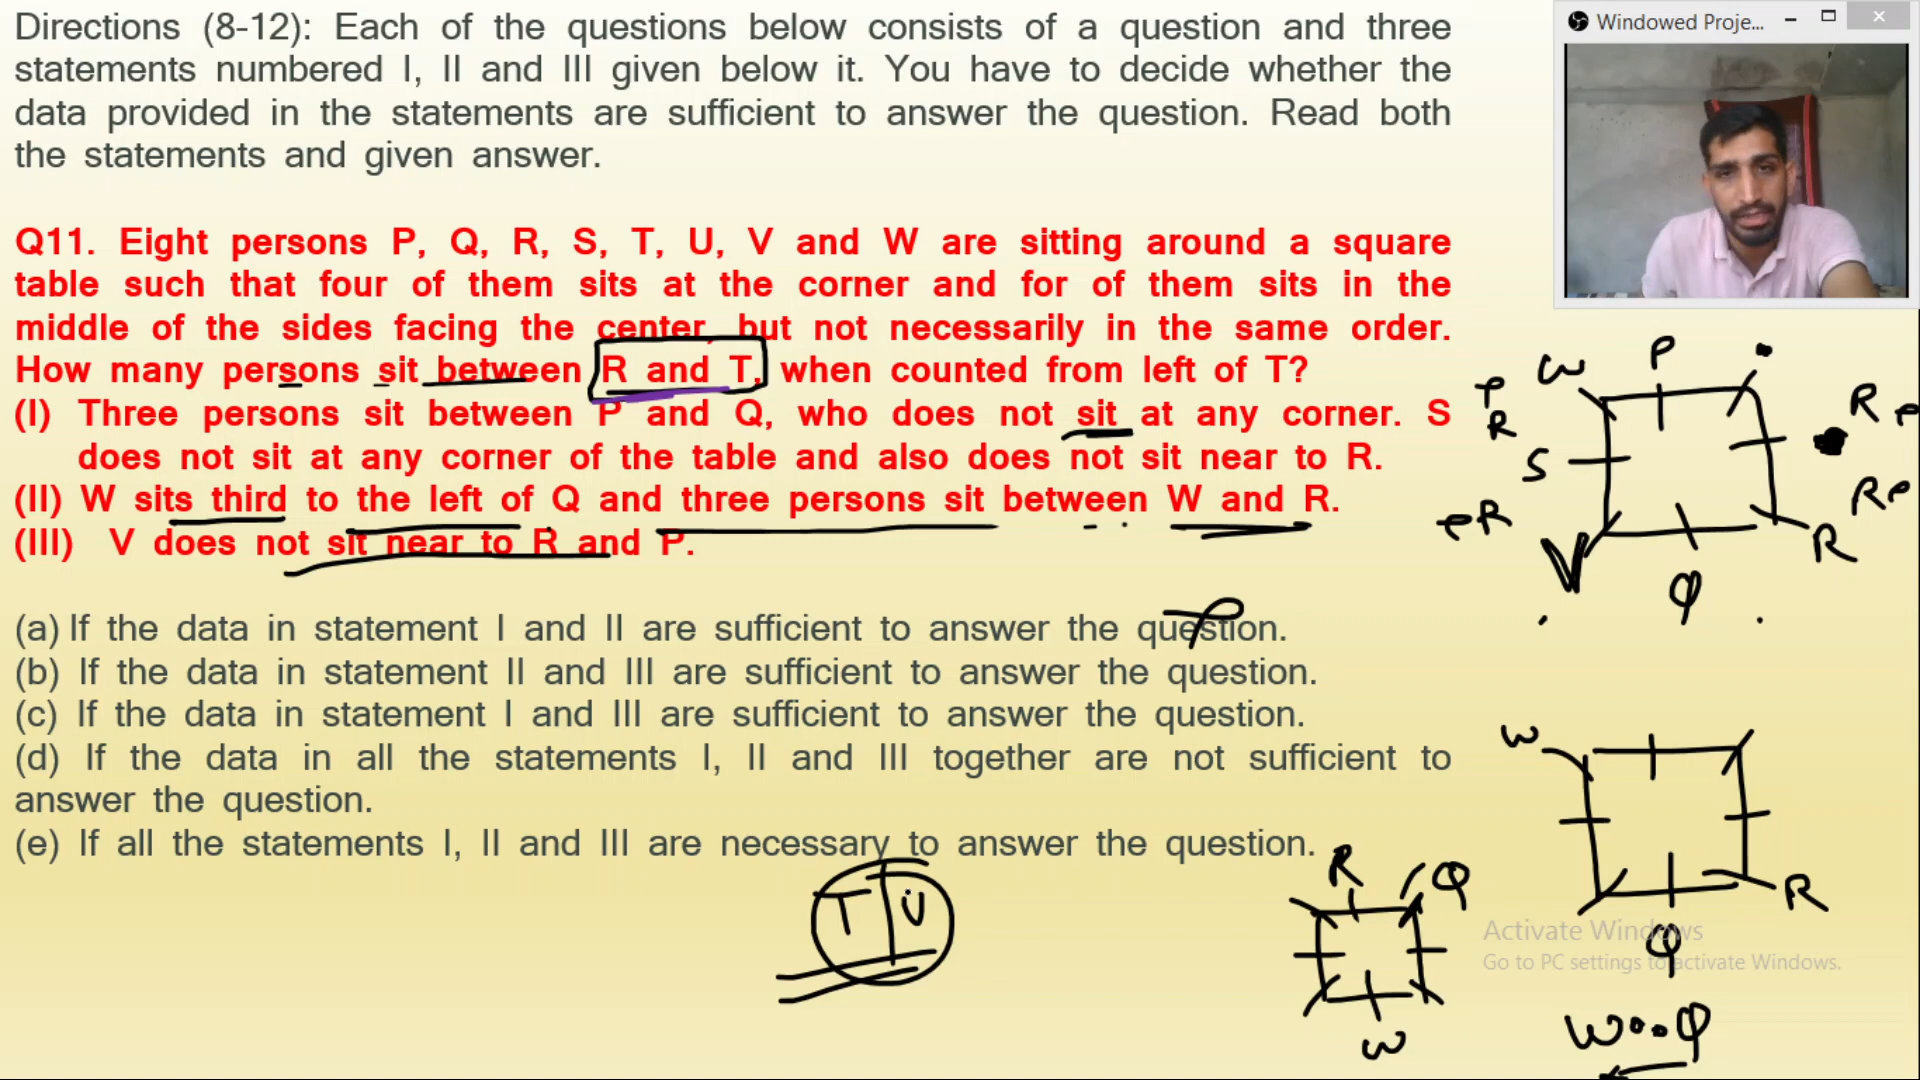 Directions (8-12): Each of the questions below consists of a question and three
statements numbered I, II and III given below it. You have to decide whether the
data provided in the statements are sufficient to answer the question. Read both
the statements and given answer.
Windowed Proje...
Q11. Eight persons P, Q, R, S, T, U, V and W are sitting around a square
table such that four of them sits at the corner and for of them sits in the
middle of the sides facing the center, but not necessarily in the same order.
How many persons sit between R and T, when counted from left of T?
(I) Three persons sit between P and Q, who does not sit at any corner. S
does not sit at any corner of the table and also does not sit near to R.
(II) W sits third to the left of Q and three persons sit between W and R.
(III) V does not sit near to R and P.
(a) If the data in statement I and II are sufficient to answer the question.
(b) If the data in statement II and III are sufficient to answer the question.
(c) If the data in statement I and III are sufficient to answer the question.
(d) If the data in all the statements I, II and III together are not sufficient to
answer the question.
(e) If all the statements I, II and III are necessary to answer the question.
W P
P
R
R P
S
R P
P R
R
V
Q
W
R
Q
R Q
W
T U
W Q
Activate Windows
Go to PC settings to activate Windows.